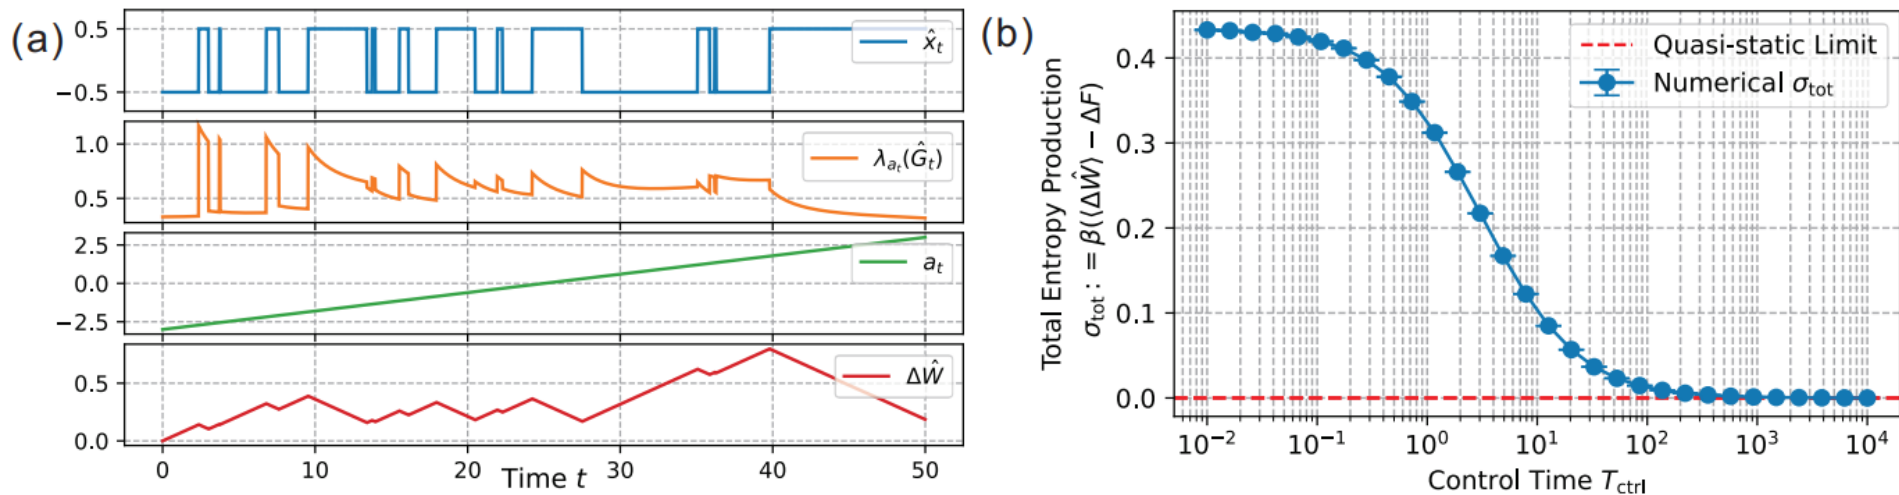 (a)
0.5
−0.5
x̂ₜ
1.0
0.5
λₐₜ(Ĝₜ)
2.5
0.0
−2.5
aₜ
0.5
0.0
ΔŴ
0 10 20 30 40 50
Time t
(b)
Total Entropy Production
σₜₒₜ := β(⟨ΔŴ⟩ − ΔF)
0.4
0.3
0.2
0.1
0.0
Quasi-static Limit
Numerical σₜₒₜ
10⁻² 10⁻¹ 10⁰ 10¹ 10² 10³ 10⁴
Control Time T_ctrl